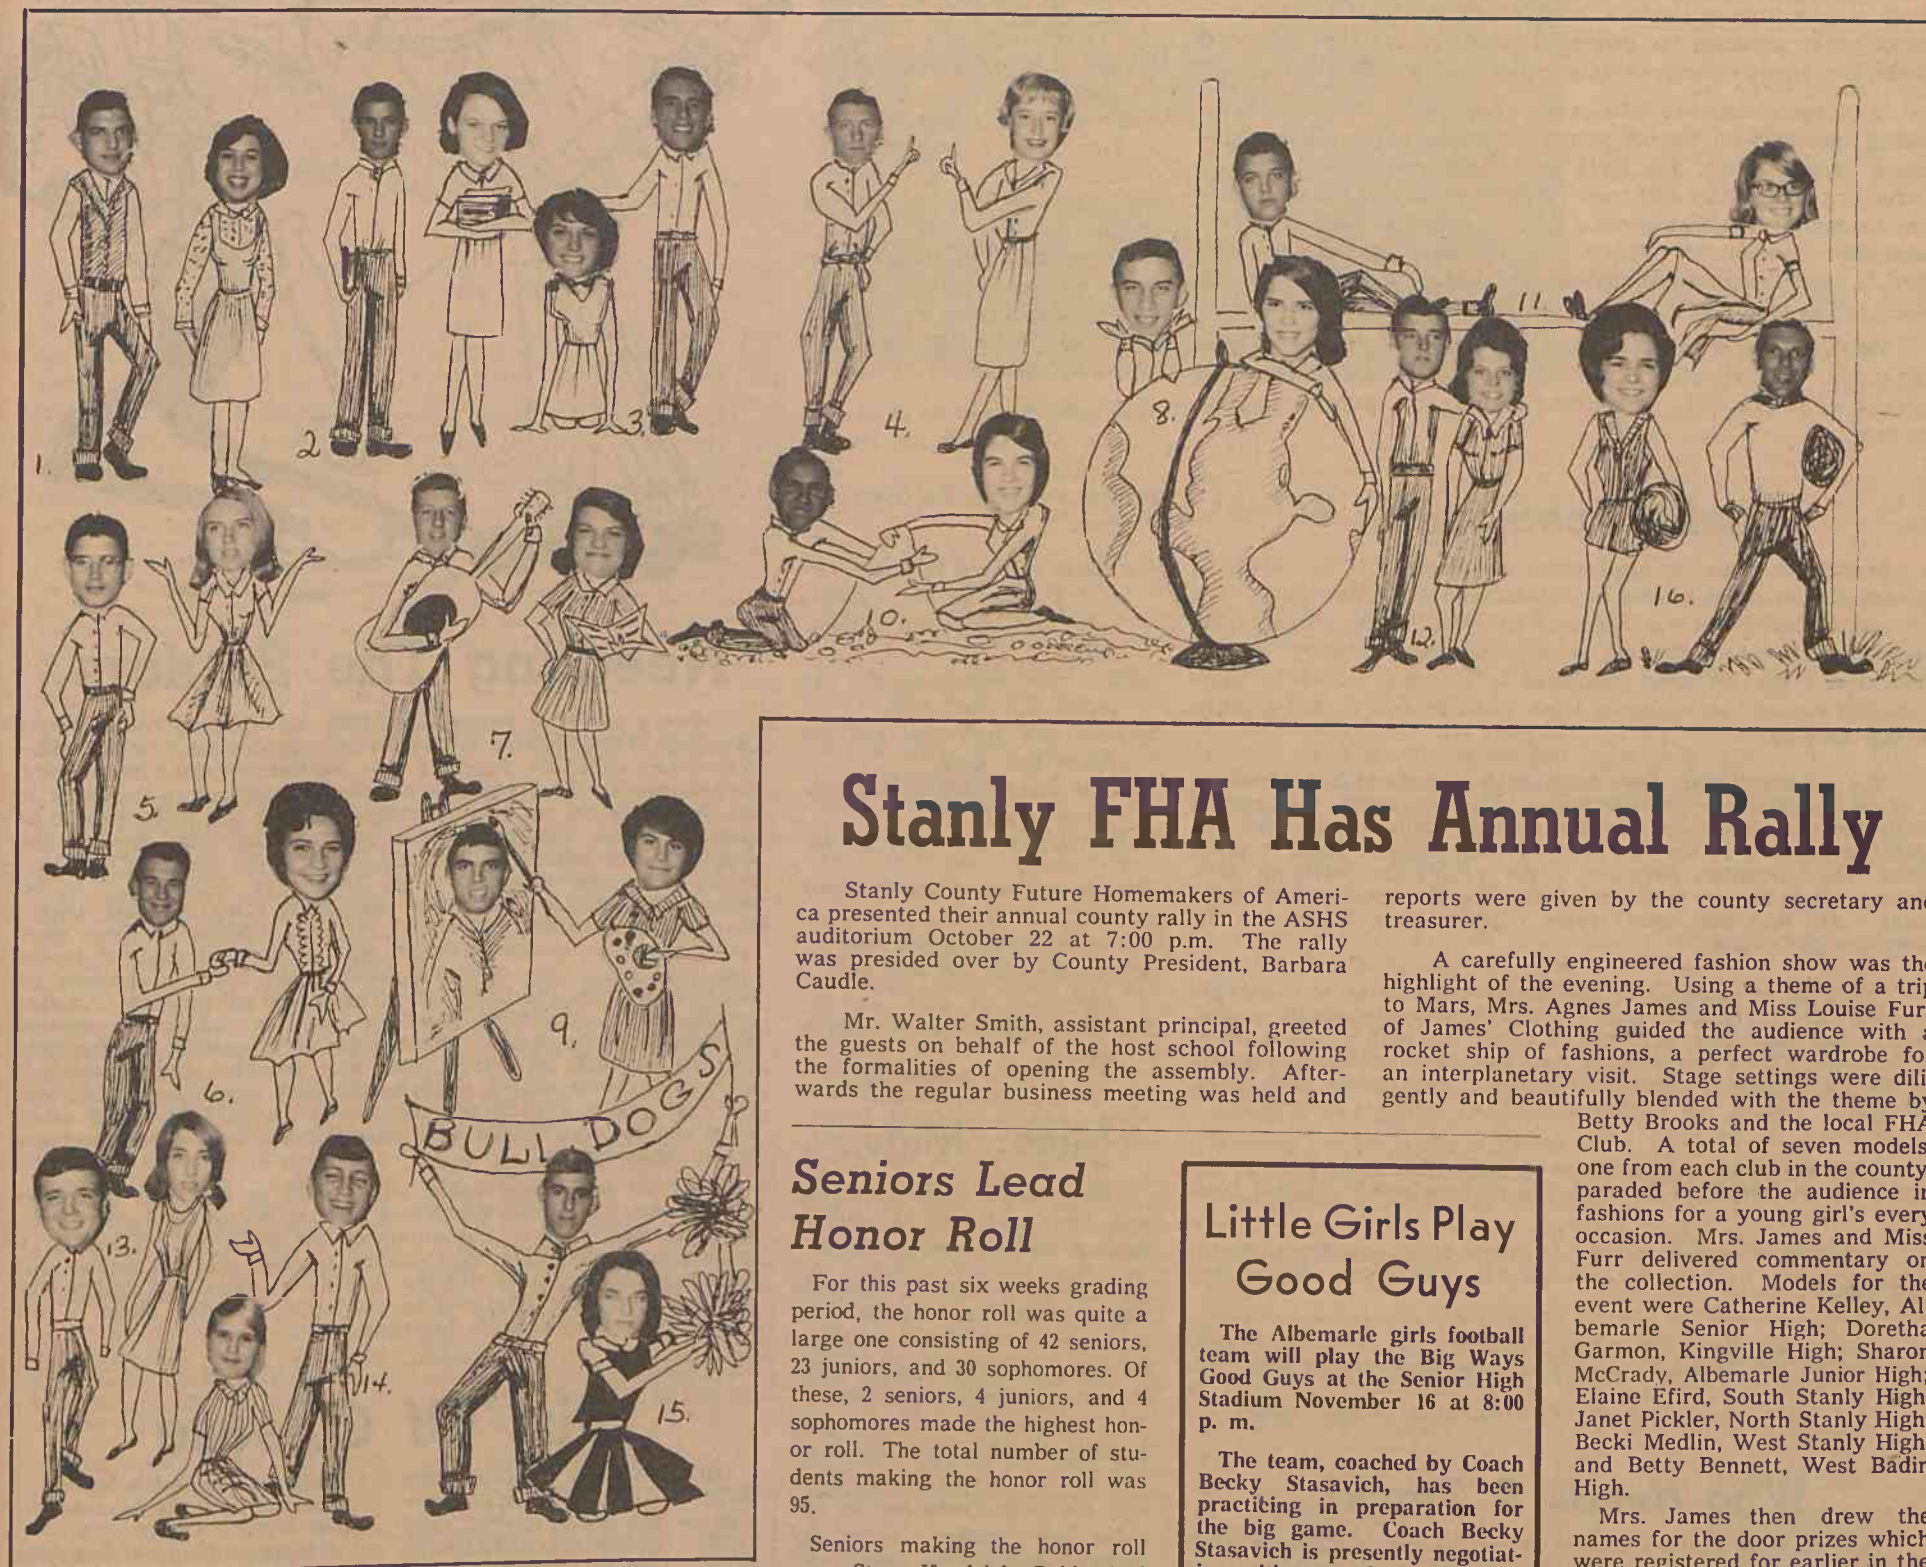 1.
2
3.
4.
8.
11.
5.
7.
10.
12.
16.
6.
9.
BULL DOGS
13.
14.
15.
Stanly FHA Has Annual Rally
Stanly County Future Homemakers of Ameri-
ca presented their annual county rally in the ASHS
auditorium October 22 at 7:00 p.m. The rally
was presided over by County President, Barbara
Caudle.
Mr. Walter Smith, assistant principal, greeted
the guests on behalf of the host school following
the formalities of opening the assembly. After-
wards the regular business meeting was held and
reports were given by the county secretary and
treasurer.
A carefully engineered fashion show was the
highlight of the evening. Using a theme of a trip
to Mars, Mrs. Agnes James and Miss Louise Furr
of James' Clothing guided the audience with a
rocket ship of fashions, a perfect wardrobe for
an interplanetary visit. Stage settings were dili-
gently and beautifully blended with the theme by
Betty Brooks and the local FHA
Club. A total of seven models,
one from each club in the county,
paraded before the audience in
fashions for a young girl's every
occasion. Mrs. James and Miss
Furr delivered commentary on
the collection. Models for the
event were Catherine Kelley, Al-
bemarle Senior High; Doretha
Garmon, Kingville High; Sharon
McCrady, Albemarle Junior High;
Elaine Efird, South Stanly High;
Janet Pickler, North Stanly High;
Becki Medlin, West Stanly High;
and Betty Bennett, West Badin
High.
Mrs. James then drew the
names for the door prizes which
were registered for earlier in the
Seniors Lead
Honor Roll
For this past six weeks grading
period, the honor roll was quite a
large one consisting of 42 seniors,
23 juniors, and 30 sophomores. Of
these, 2 seniors, 4 juniors, and 4
sophomores made the highest hon-
or roll. The total number of stu-
dents making the honor roll was
95.
Seniors making the honor roll
Little Girls Play
Good Guys
The Albemarle girls football
team will play the Big Ways
Good Guys at the Senior High
Stadium November 16 at 8:00
p. m.
The team, coached by Coach
Becky Stasavich, has been
practicing in preparation for
the big game. Coach Becky
Stasavich is presently negotiat-